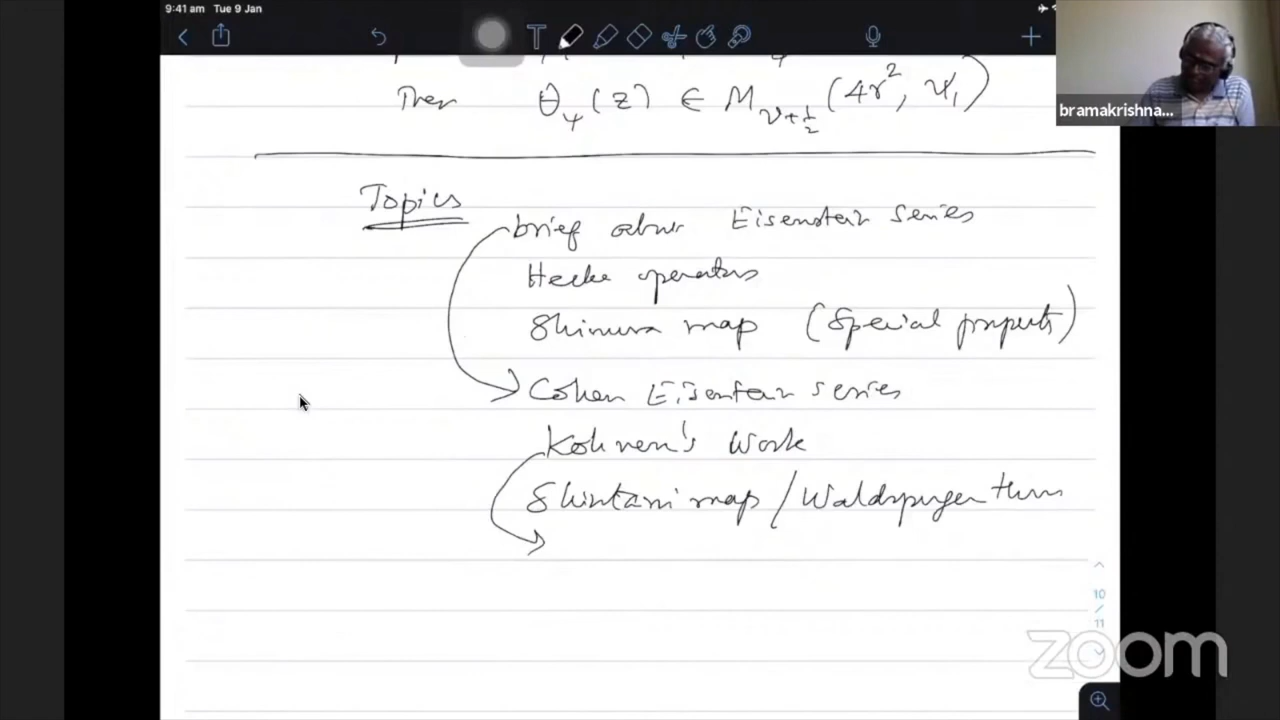 9:41 am Tue 9 Jan
bramakrishna...
Then θ_ψ(z) ∈ M_{ν+1/2}(4r², ψ₁)
Topics
brief about Eisenstein series
Hecke operators
Shimura map (Special property)
Cohen Eisenstein series
Kohnen's Work
Shintani map / Waldspurger thm
10
/
11
zoom